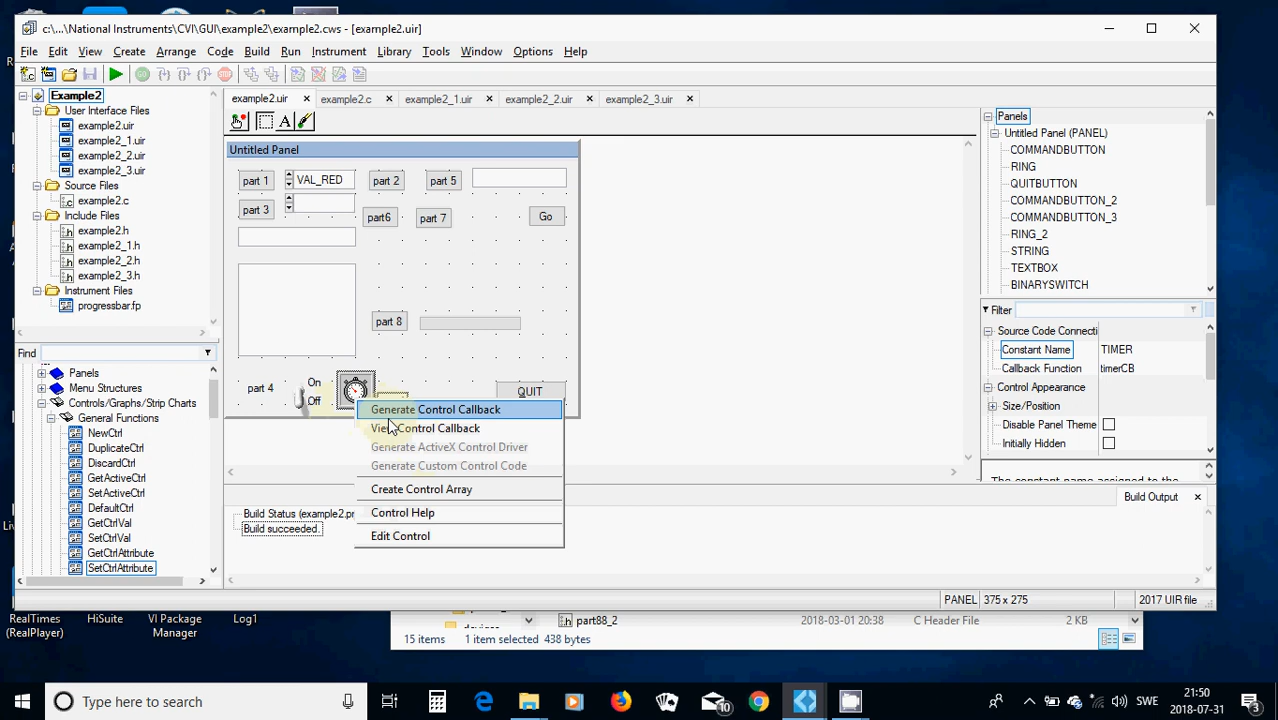 c:\...\National Instruments\CVI\GUI\example2\example2.cws - [example2.uir]
File Edit View Create Arrange Code Build Run Instrument Library Tools Window Options Help
Example2
User Interface Files
example2.uir
example2_1.uir
example2_2.uir
example2_3.uir
Source Files
example2.c
Include Files
example2.h
example2_1.h
example2_2.h
example2_3.h
Instrument Files
progressbar.fp
Find
Panels
Menu Structures
Controls/Graphs/Strip Charts
General Functions
NewCtrl
DuplicateCtrl
DiscardCtrl
GetActiveCtrl
SetActiveCtrl
DefaultCtrl
GetCtrlVal
SetCtrlVal
GetCtrlAttribute
SetCtrlAttribute
example2.uir example2.c example2_1.uir example2_2.uir example2_3.uir
Untitled Panel
part 1 VAL_RED part 2 part 5
part 3 part6 part 7 Go
part 8
part 4 On
Off
QUIT
Generate Control Callback
View Control Callback
Generate ActiveX Control Driver
Generate Custom Control Code
Create Control Array
Control Help
Edit Control
Panels
Untitled Panel (PANEL)
COMMANDBUTTON
RING
QUITBUTTON
COMMANDBUTTON_2
COMMANDBUTTON_3
RING_2
STRING
TEXTBOX
BINARYSWITCH
Filter
Source Code Connecti
Constant Name TIMER
Callback Function timerCB
Control Appearance
Size/Position
Disable Panel Theme
Initially Hidden
The constant name assigned to the
Build Output
Build Status (example2.pr
Build succeeded.
PANEL 375 x 275 2017 UIR file
part88_2 2018-03-01 20:38 C Header File 2 KB
15 items 1 item selected 438 bytes
RealTimes
(RealPlayer)
HiSuite
VI Package
Manager
Log1
Type here to search
10
SWE
21:50
2018-07-31
3